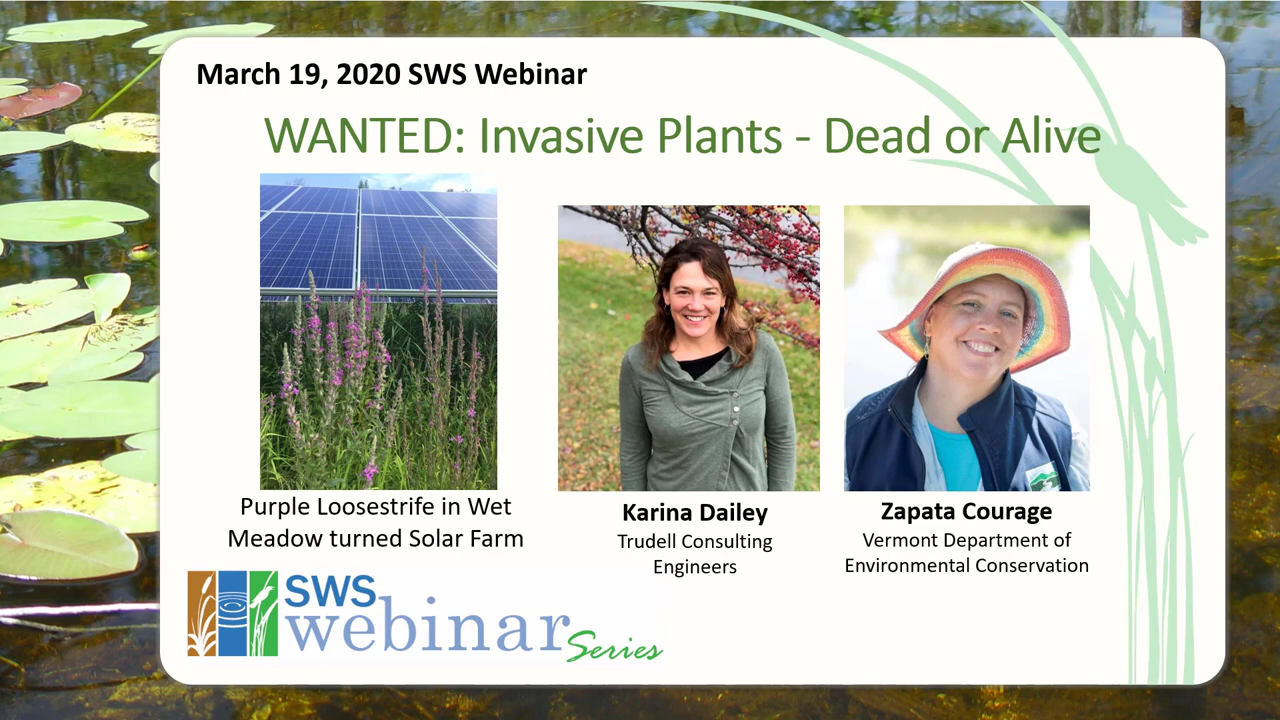 March 19, 2020 SWS Webinar
WANTED: Invasive Plants - Dead or Alive
Purple Loosestrife in Wet
Meadow turned Solar Farm
Karina Dailey
Trudell Consulting
Engineers
Zapata Courage
Vermont Department of
Environmental Conservation
SWS
webinar
Series